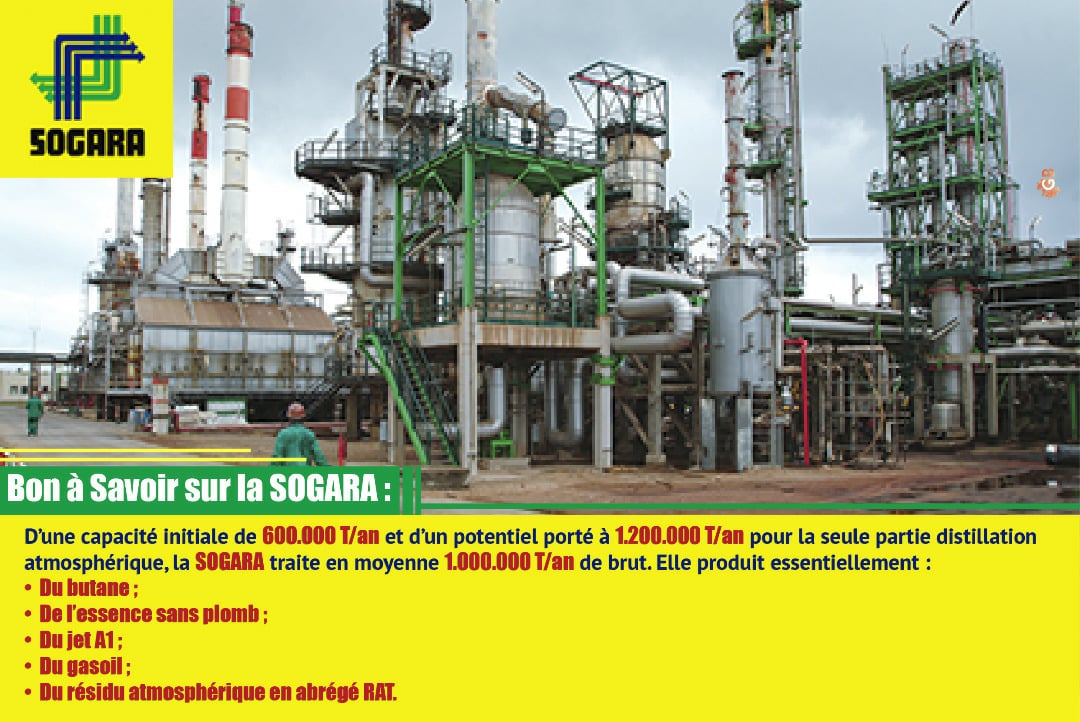 SOGARA
Bon à Savoir sur la SOGARA :
D'une capacité initiale de 600.000 T/an et d'un potentiel porté à 1.200.000 T/an pour la seule partie distillation
atmosphérique, la SOGARA traite en moyenne 1.000.000 T/an de brut. Elle produit essentiellement :
• Du butane ;
• De l'essence sans plomb ;
• Du jet A1 ;
• Du gasoil ;
• Du résidu atmosphérique en abrégé RAT.